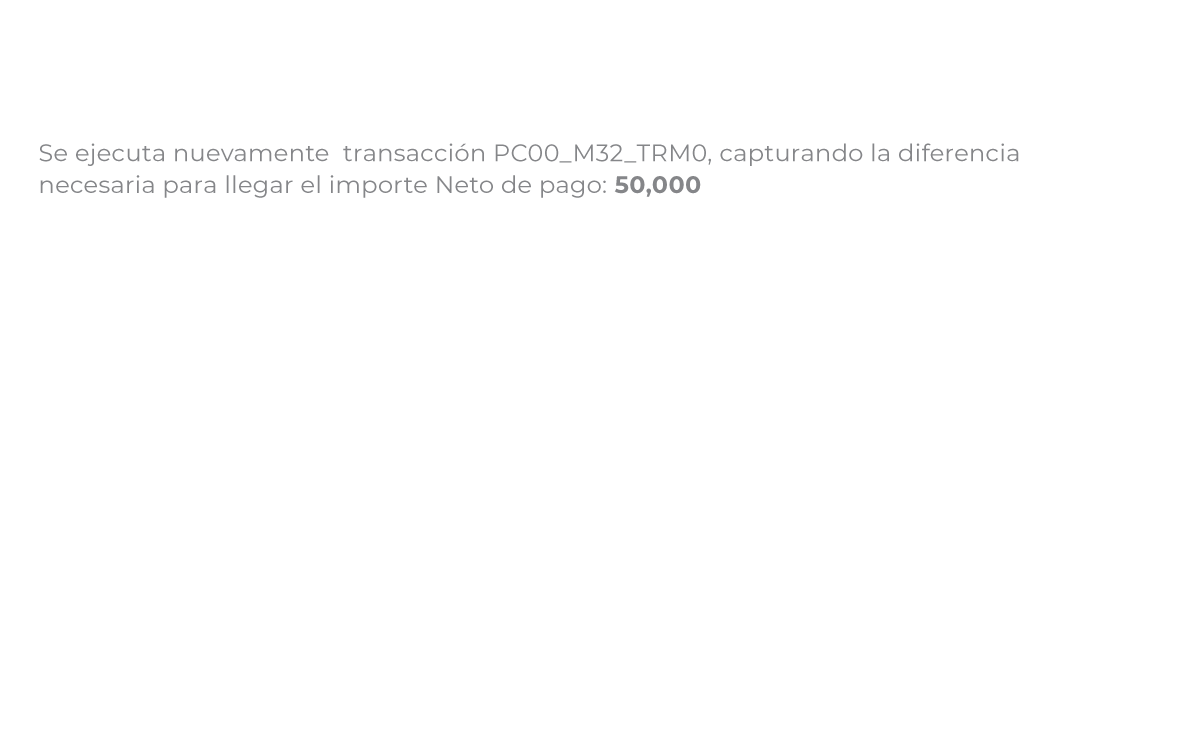 Se ejecuta nuevamente  transacción PC00_M32_TRM0, capturando la diferencia
necesaria para llegar el importe Neto de pago: 50,000